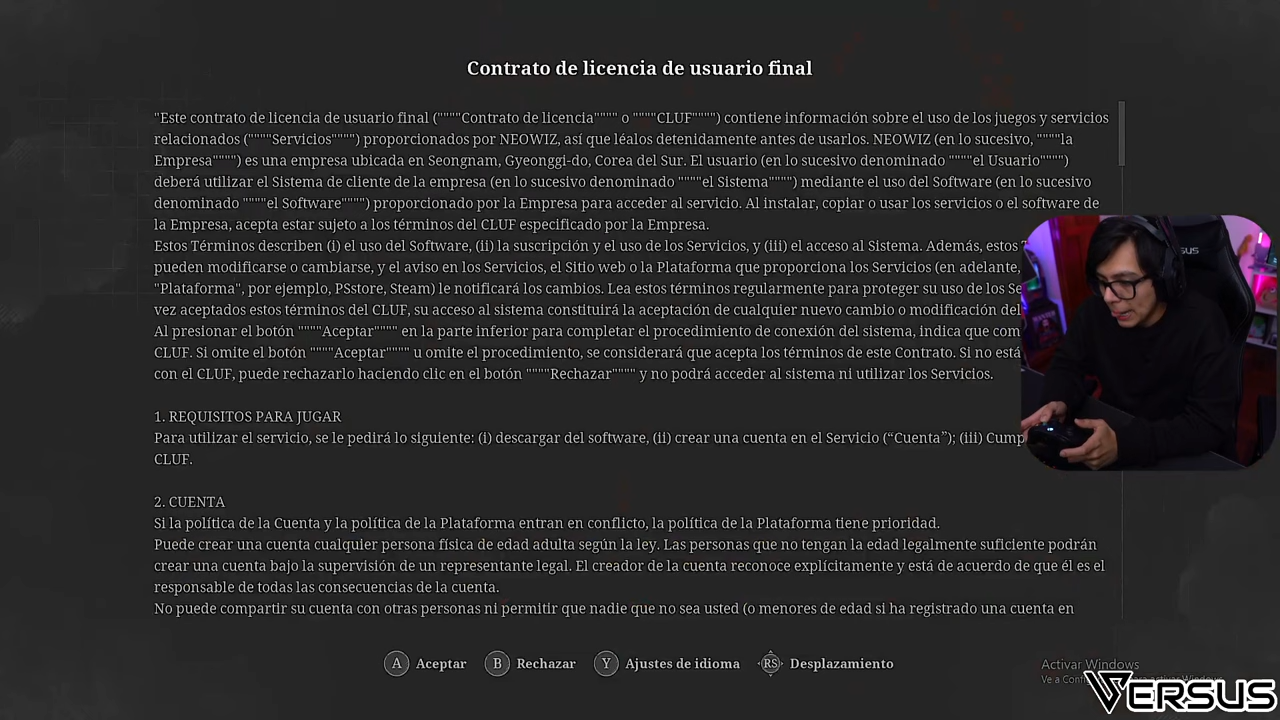 Contrato de licencia de usuario final
"Este contrato de licencia de usuario final (""""Contrato de licencia"""" o """"CLUF"""") contiene información sobre el uso de los juegos y servicios
relacionados (""""Servicios"""") proporcionados por NEOWIZ, así que léalos detenidamente antes de usarlos. NEOWIZ (en lo sucesivo, """"la
Empresa"""") es una empresa ubicada en Seongnam, Gyeonggi-do, Corea del Sur. El usuario (en lo sucesivo denominado """"el Usuario"""")
deberá utilizar el Sistema de cliente de la empresa (en lo sucesivo denominado """"el Sistema"""") mediante el uso del Software (en lo sucesivo
denominado """"el Software"""") proporcionado por la Empresa para acceder al servicio. Al instalar, copiar o usar los servicios o el software de
la Empresa, acepta estar sujeto a los términos del CLUF especificado por la Empresa.
Estos Términos describen (i) el uso del Software, (ii) la suscripción y el uso de los Servicios, y (iii) el acceso al Sistema. Además, estos
pueden modificarse o cambiarse, y el aviso en los Servicios, el Sitio web o la Plataforma que proporciona los Servicios (en adelante,
"Plataforma", por ejemplo, PSstore, Steam) le notificará los cambios. Lea estos términos regularmente para proteger su uso de los
vez aceptados estos términos del CLUF, su acceso al sistema constituirá la aceptación de cualquier nuevo cambio o modificación del
Al presionar el botón """"Aceptar"""" en la parte inferior para completar el procedimiento de conexión del sistema, indica que
CLUF. Si omite el botón """"Aceptar"""" u omite el procedimiento, se considerará que acepta los términos de este Contrato. Si no está
con el CLUF, puede rechazarlo haciendo clic en el botón """"Rechazar"""" y no podrá acceder al sistema ni utilizar los Servicios.
1. REQUISITOS PARA JUGAR
Para utilizar el servicio, se le pedirá lo siguiente: (i) descargar del software, (ii) crear una cuenta en el Servicio (“Cuenta”); (iii)
CLUF.
2. CUENTA
Si la política de la Cuenta y la política de la Plataforma entran en conflicto, la política de la Plataforma tiene prioridad.
Puede crear una cuenta cualquier persona física de edad adulta según la ley. Las personas que no tengan la edad legalmente suficiente podrán
crear una cuenta bajo la supervisión de un representante legal. El creador de la cuenta reconoce explícitamente y está de acuerdo de que él es el
responsable de todas las consecuencias de la cuenta.
No puede compartir su cuenta con otras personas ni permitir que nadie que no sea usted (o menores de edad si ha registrado una cuenta en
A Aceptar B Rechazar Y Ajustes de idioma RS Desplazamiento
Activar Windows
Ve a para activar Windows
VERSUS